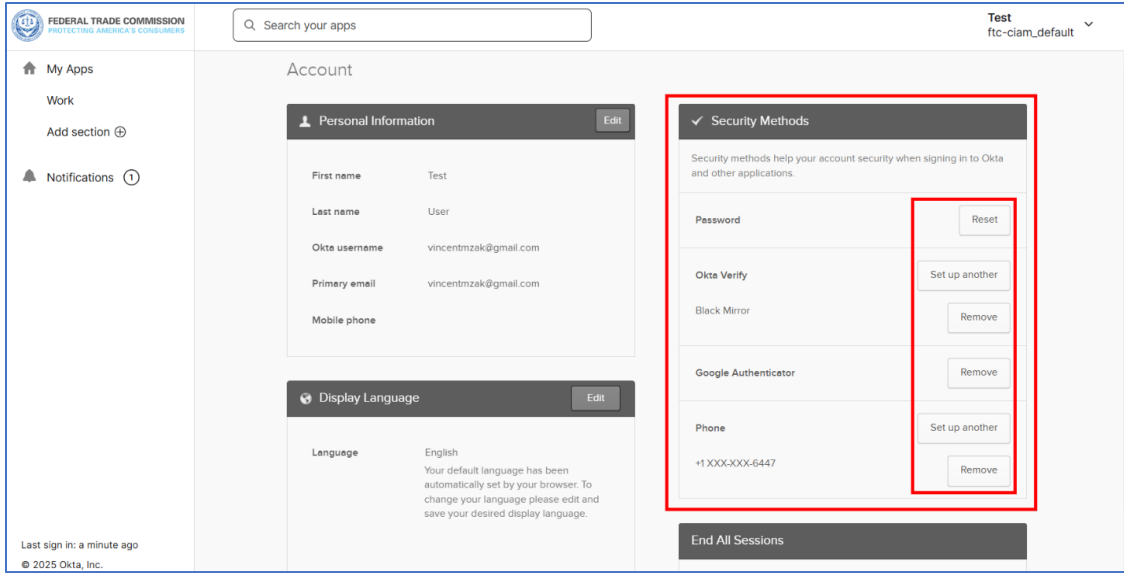 FEDERAL TRADE COMMISSION
PROTECTING AMERICA'S CONSUMERS
Search your apps
Test
ftc-ciam_default
My Apps
Work
Add section
Notifications 1
Last sign in: a minute ago
© 2025 Okta, Inc.
Account
Personal Information Edit
First name Test
Last name User
Okta username vincentmzak@gmail.com
Primary email vincentmzak@gmail.com
Mobile phone
Display Language Edit
Language English
Your default language has been
automatically set by your browser. To
change your language please edit and
save your desired display language.
Security Methods
Security methods help your account security when signing in to Okta
and other applications.
Password Reset
Okta Verify Set up another
Black Mirror Remove
Google Authenticator Remove
Phone Set up another
+1 XXX-XXX-6447 Remove
End All Sessions